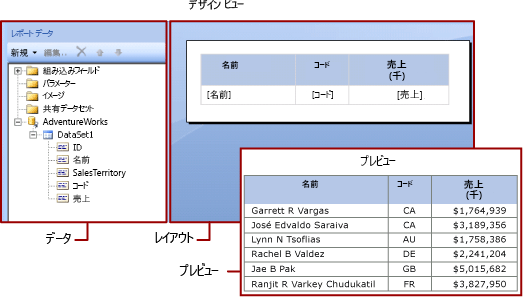 デザイン ビュー
レポート データ
新規 編集...
組み込みフィールド
パラメーター
イメージ
共有データセット
AdventureWorks
DataSet1
ID
名前
SalesTerritory
コード
売上
名前 コード 売上
(千)
[名前] [コード] [売上]
プレビュー
名前 コード 売上
(千)
Garrett R Vargas CA $1,764,939
José Edvaldo Saraiva CA $3,189,356
Lynn N Tsoflias AU $1,758,386
Rachel B Valdez DE $2,241,204
Jae B Pak GB $5,015,682
Ranjit R Varkey Chudukatil FR $3,827,950
データ
レイアウト
プレビュー